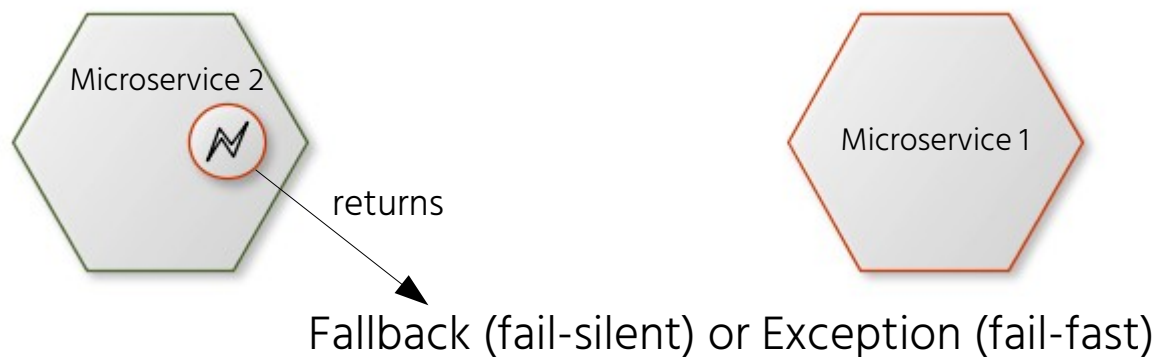 Microservice 2
Microservice 1
returns
Fallback (fail-silent) or Exception (fail-fast)